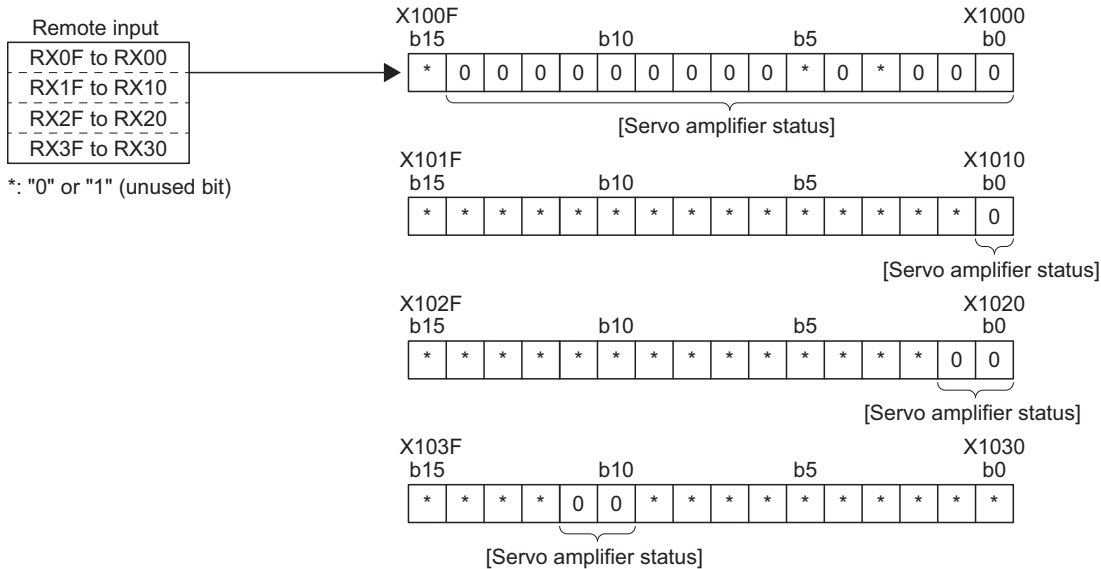 Remote input
RX0F to RX00
RX1F to RX10
RX2F to RX20
RX3F to RX30
*: "0" or "1" (unused bit)
X100F X1000
b15 b10 b5 b0
* 0 0 0 0 0 0 0 0 0 * 0 * 0 0 0
[Servo amplifier status]
X101F X1010
b15 b10 b5 b0
* * * * * * * * * * * * * * * 0
[Servo amplifier status]
X102F X1020
b15 b10 b5 b0
* * * * * * * * * * * * * * 0 0
[Servo amplifier status]
X103F X1030
b15 b10 b5 b0
* * * * 0 0 * * * * * * * * * *
[Servo amplifier status]